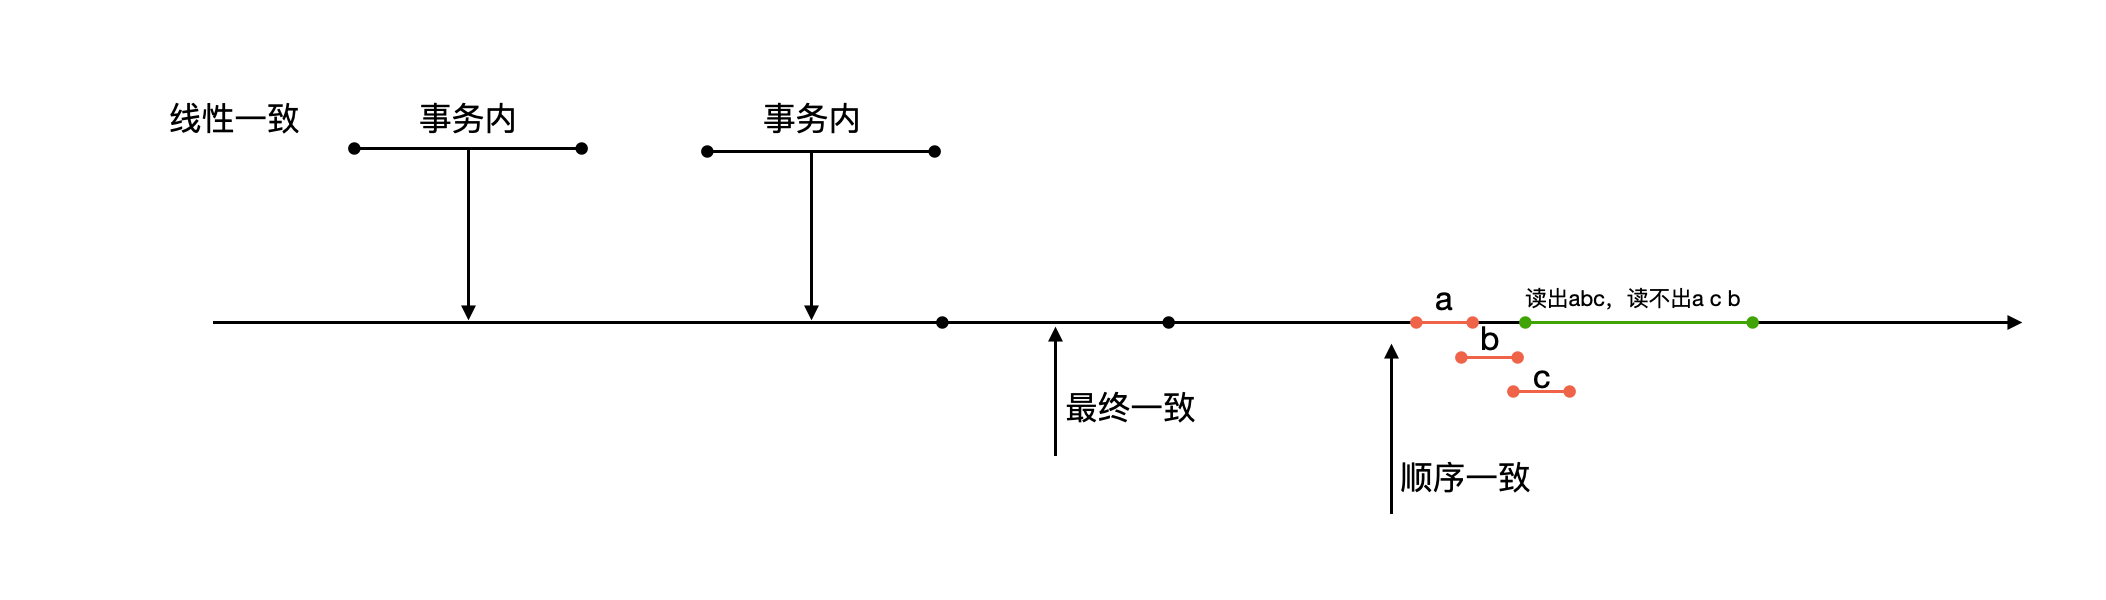 线性一致
事务内
事务内
a
读出abc，读不出a c b
b
c
最终一致
顺序一致